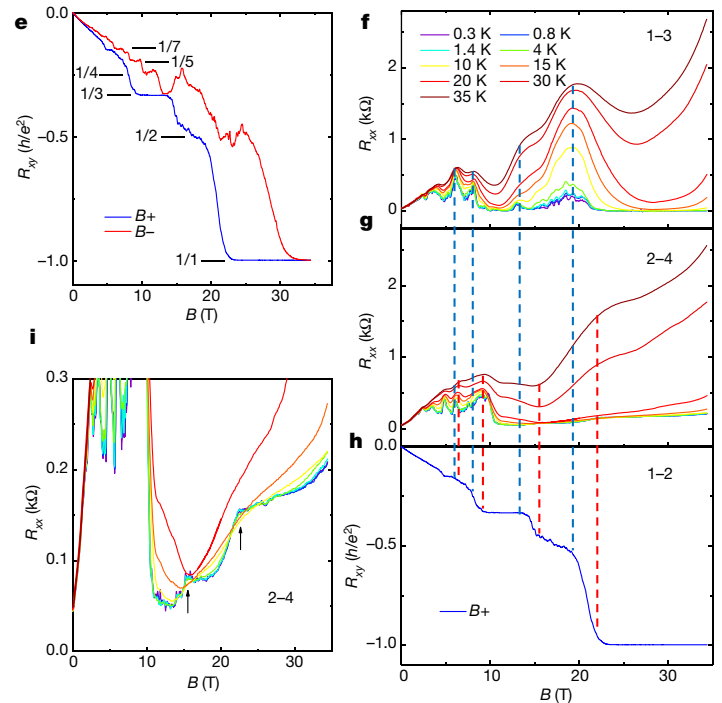 e
0.0
−0.5
−1.0
R_xy (h/e²)
1/7
1/5
1/4
1/3
1/2
1/1
B+
B−
0 10 20 30
B (T)
f
1–3
0.3 K 0.8 K
1.4 K 4 K
10 K 15 K
20 K 30 K
35 K
2
1
0
R_xx (kΩ)
g
2–4
2
1
0
R_xx (kΩ)
h
1–2
0.0
−0.5
−1.0
R_xy (h/e²)
B+
0 10 20 30
B (T)
i
0.3
0.2
0.1
0.0
R_xx (kΩ)
2–4
0 10 20 30
B (T)